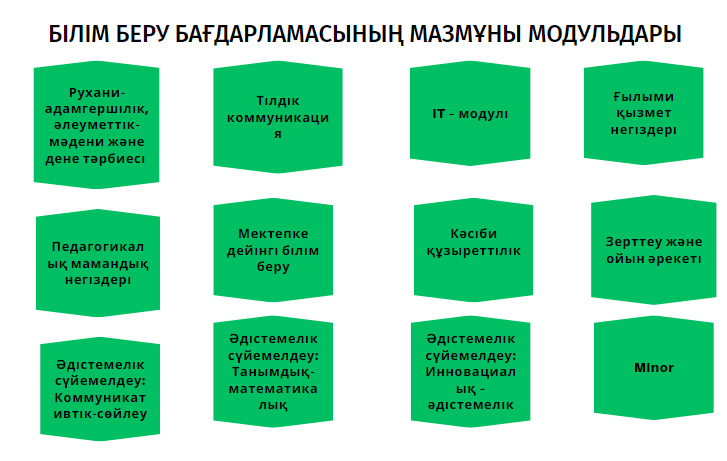 БІЛІМ БЕРУ БАҒДАРЛАМАСЫНЫҢ МАЗМҰНЫ МОДУЛЬДАРЫ
Рухани-
адамгершілік,
әлеуметтік-
мәдени және
дене тәрбиесі
Тілдік
коммуникаци
я
IT – модулі
Ғылыми
қызмет
негіздері
Педагогикал
ық мамандық
негіздері
Мектепке
дейінгі білім
беру
Кәсіби
құзыреттілік
Зерттеу және
ойын әрекеті
Әдістемелік
сүйемелдеу:
Коммуникат
ивтік-сөйлеу
Әдістемелік
сүйемелдеу:
Танымдық-
математика
лық
Әдістемелік
сүйемелдеу:
Инновациал
ық –
әдістемелік
Minor